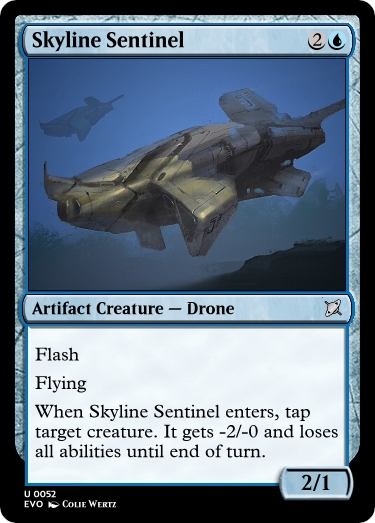 Skyline Sentinel 2
Artifact Creature — Drone
Flash
Flying
When Skyline Sentinel enters, tap
target creature. It gets -2/-0 and loses
all abilities until end of turn.
2/1
U 0052
EVO Colie Wertz